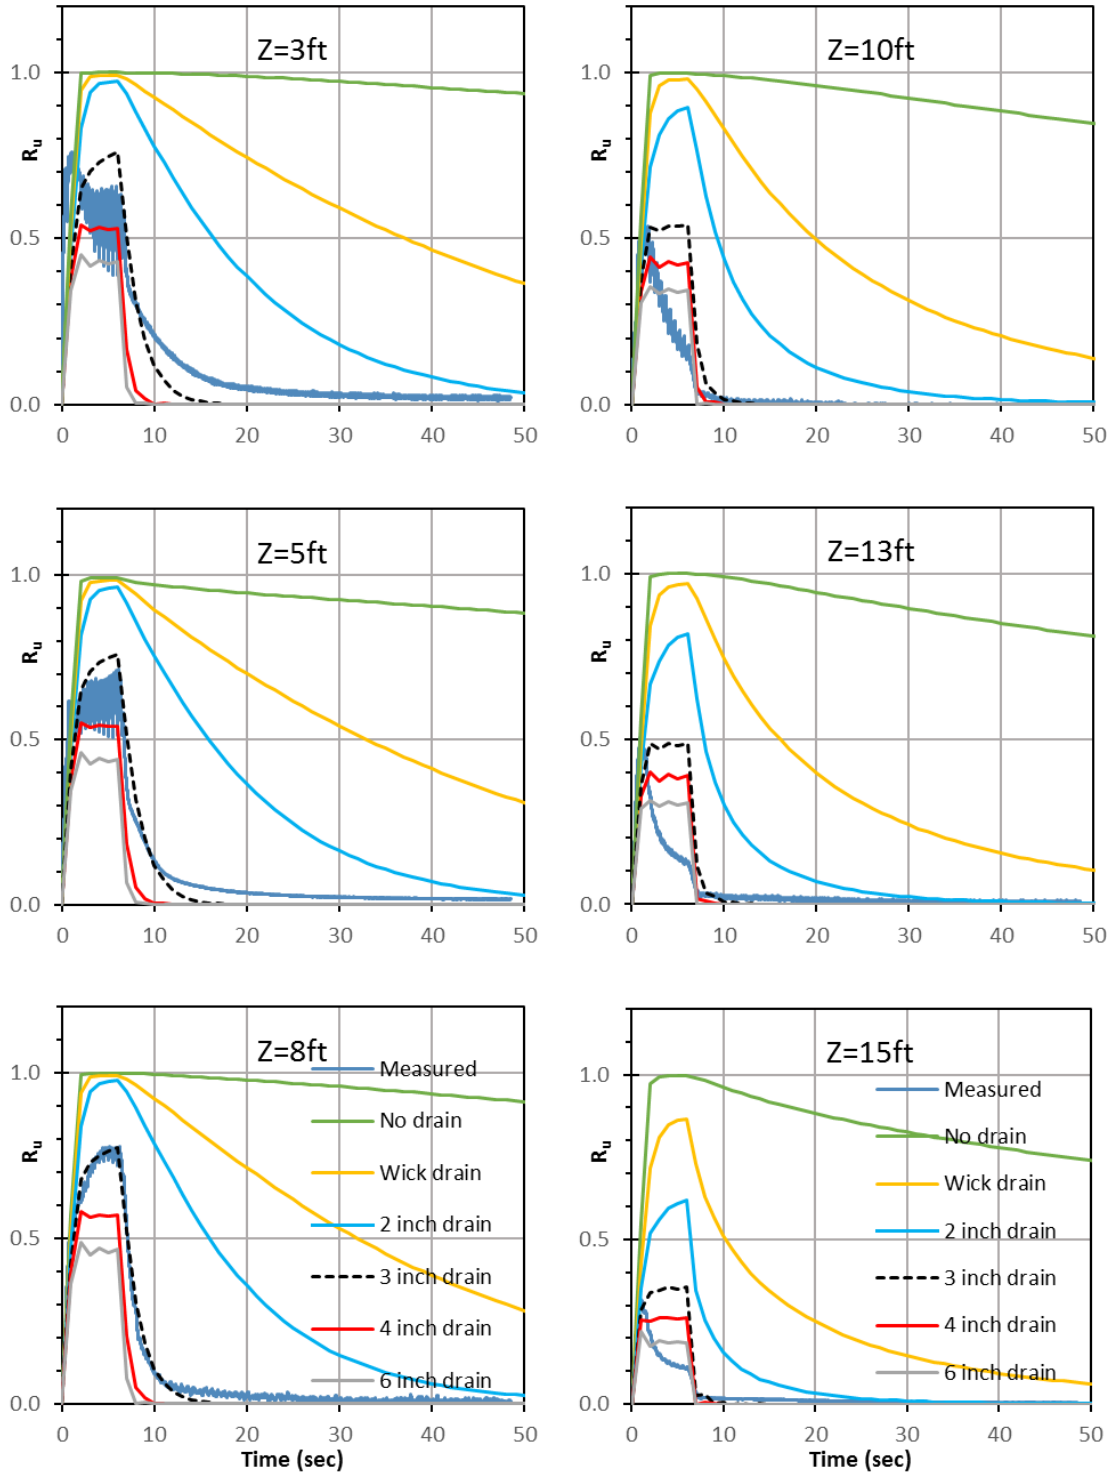 Z=3ft
1.0
0.5
0.0
Ru
0 10 20 30 40 50
Z=10ft
1.0
0.5
0.0
Ru
0 10 20 30 40 50
Z=5ft
1.0
0.5
0.0
Ru
0 10 20 30 40 50
Z=13ft
1.0
0.5
0.0
Ru
0 10 20 30 40 50
Z=8ft
1.0
0.5
0.0
Ru
Measured
No drain
Wick drain
2 inch drain
3 inch drain
4 inch drain
6 inch drain
0 10 20 30 40 50
Time (sec)
Z=15ft
1.0
0.5
0.0
Ru
Measured
No drain
Wick drain
2 inch drain
3 inch drain
4 inch drain
6 inch drain
0 10 20 30 40 50
Time (sec)